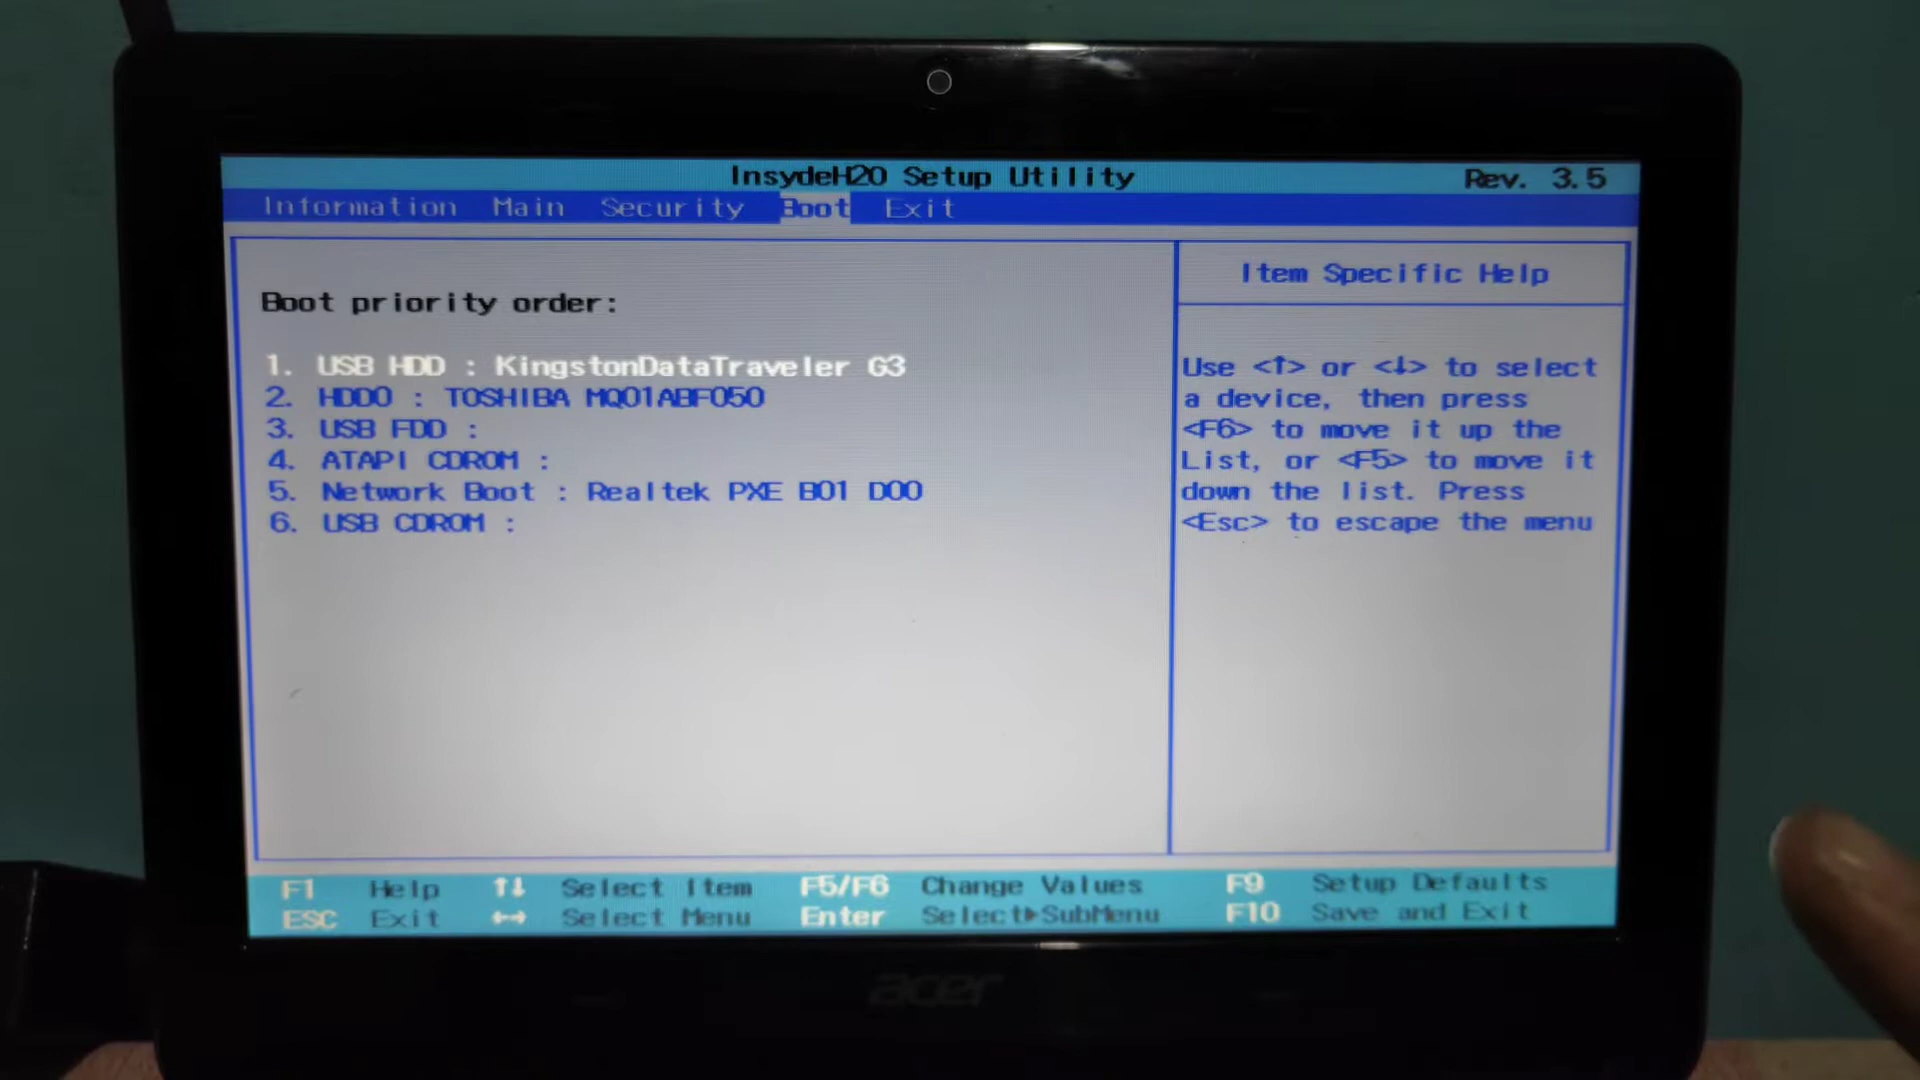 InsydeH20 Setup Utility Rev. 3.5
Information Main Security Boot Exit
Boot priority order:
1. USB HDD : KingstonDataTraveler G3
2. HDD0 : TOSHIBA MQ01ABF050
3. USB FDD :
4. ATAPI CDROM :
5. Network Boot : Realtek PXE B01 D00
6. USB CDROM :
Item Specific Help
Use <↑> or <↓> to select
a device, then press
<F6> to move it up the
List, or <F5> to move it
down the list. Press
<Esc> to escape the menu
F1 Help ↑↓ Select Item F5/F6 Change Values F9 Setup Defaults
ESC Exit ↔ Select Menu Enter Select▶SubMenu F10 Save and Exit
acer